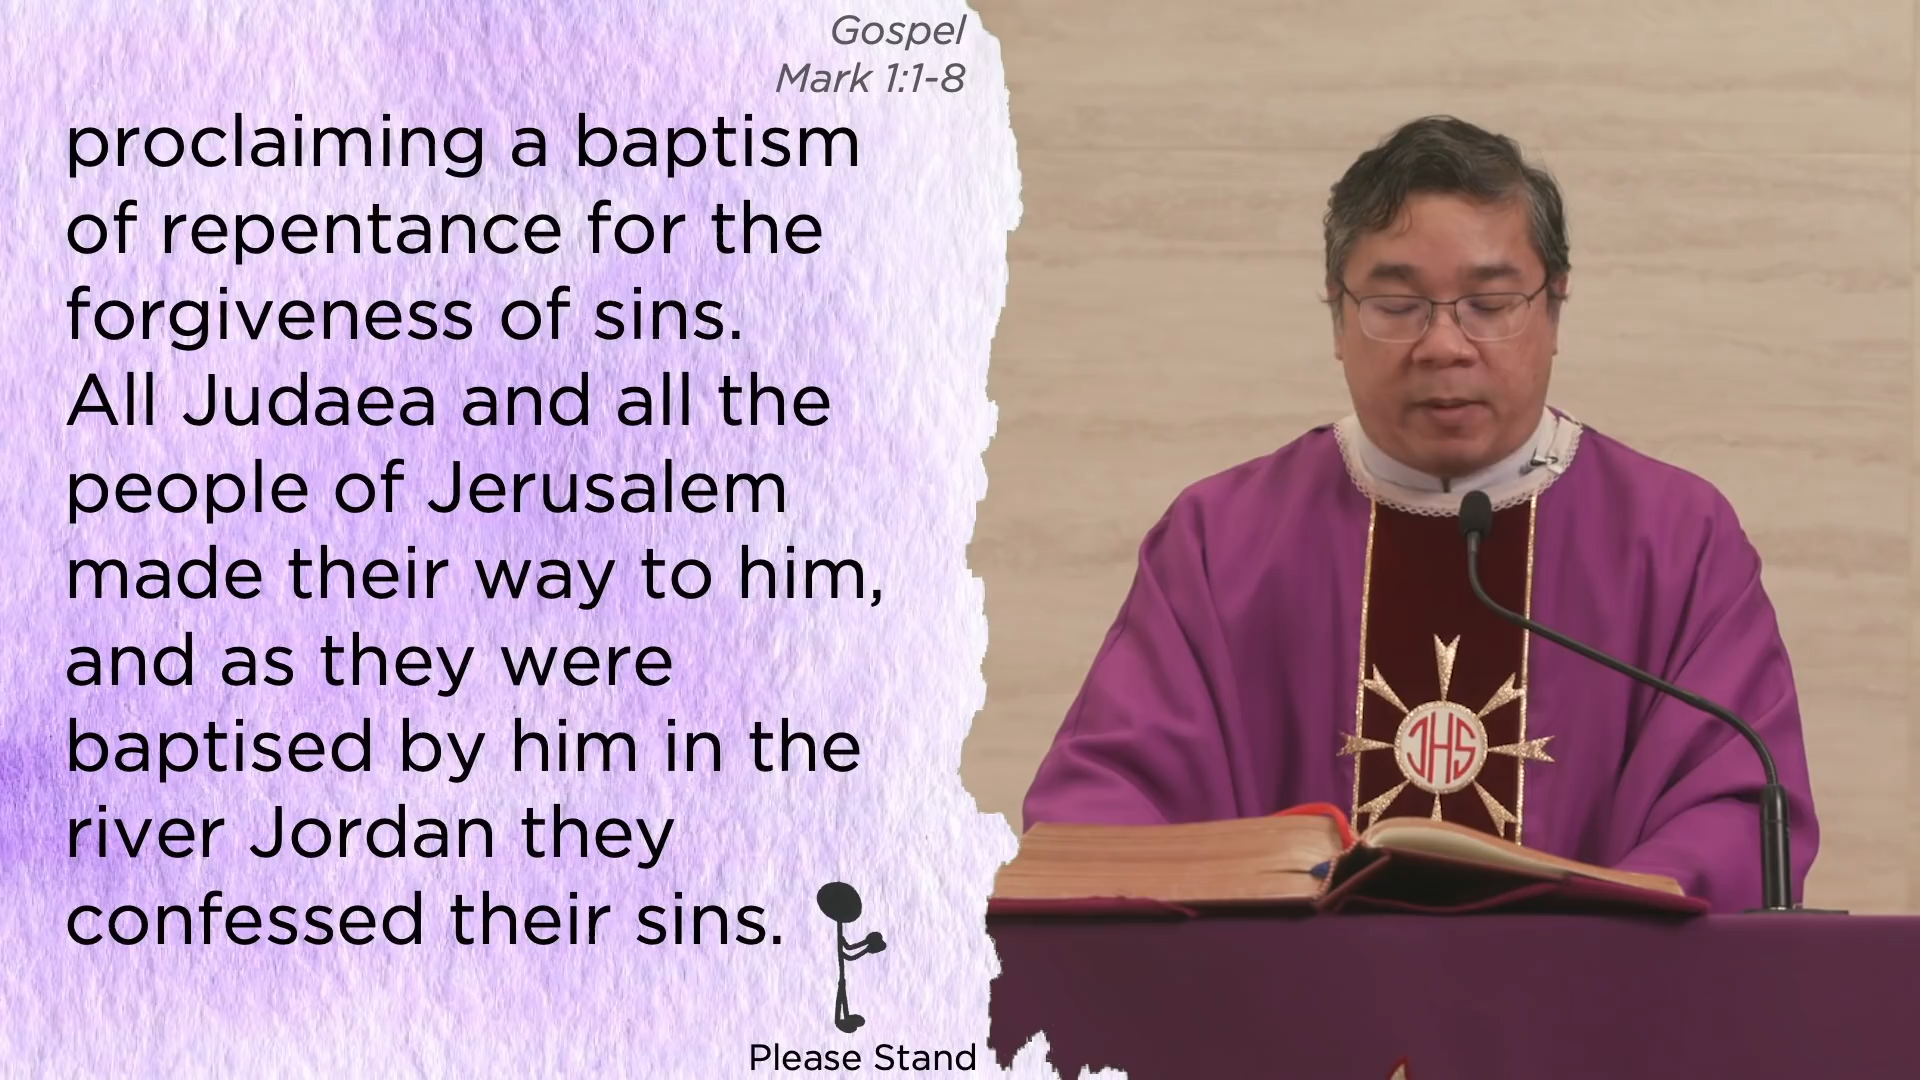 Gospel
Mark 1:1-8
proclaiming a baptism
of repentance for the
forgiveness of sins.
All Judaea and all the
people of Jerusalem
made their way to him,
and as they were
baptised by him in the
river Jordan they
confessed their sins.
Please Stand
JHS